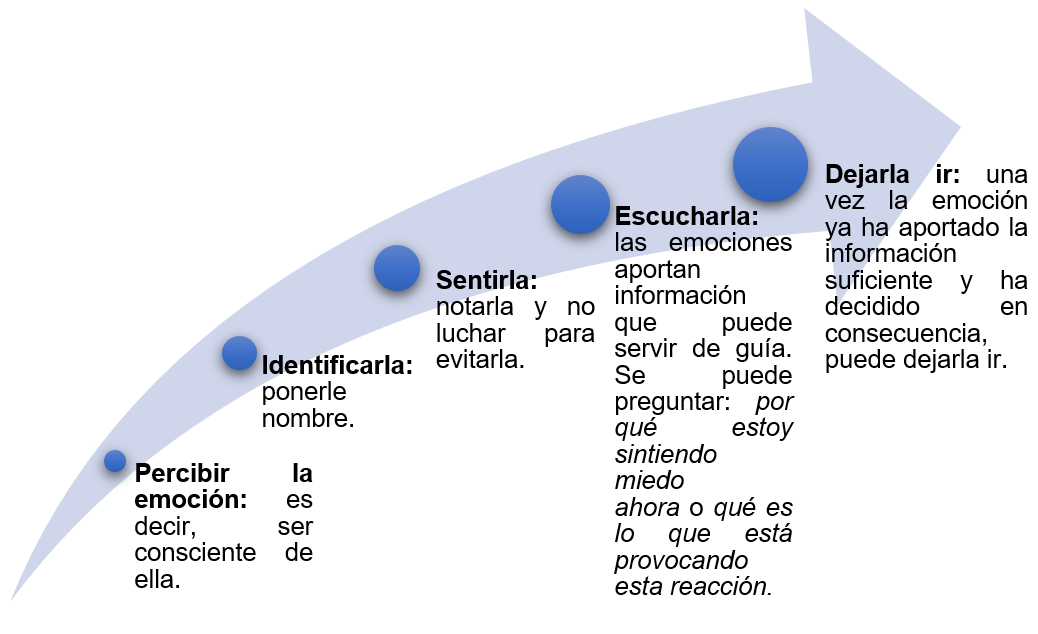 Percibir la
emoción: es
decir, ser
consciente de
ella.
Identificarla:
ponerle
nombre.
Sentirla:
notarla y no
luchar para
evitarla.
Escucharla:
las emociones
aportan
información
que puede
servir de guía.
Se puede
preguntar: por
qué estoy
sintiendo
miedo
ahora o qué es
lo que está
provocando
esta reacción.
Dejarla ir: una
vez la emoción
ya ha aportado la
información
suficiente y ha
decidido en
consecuencia,
puede dejarla ir.